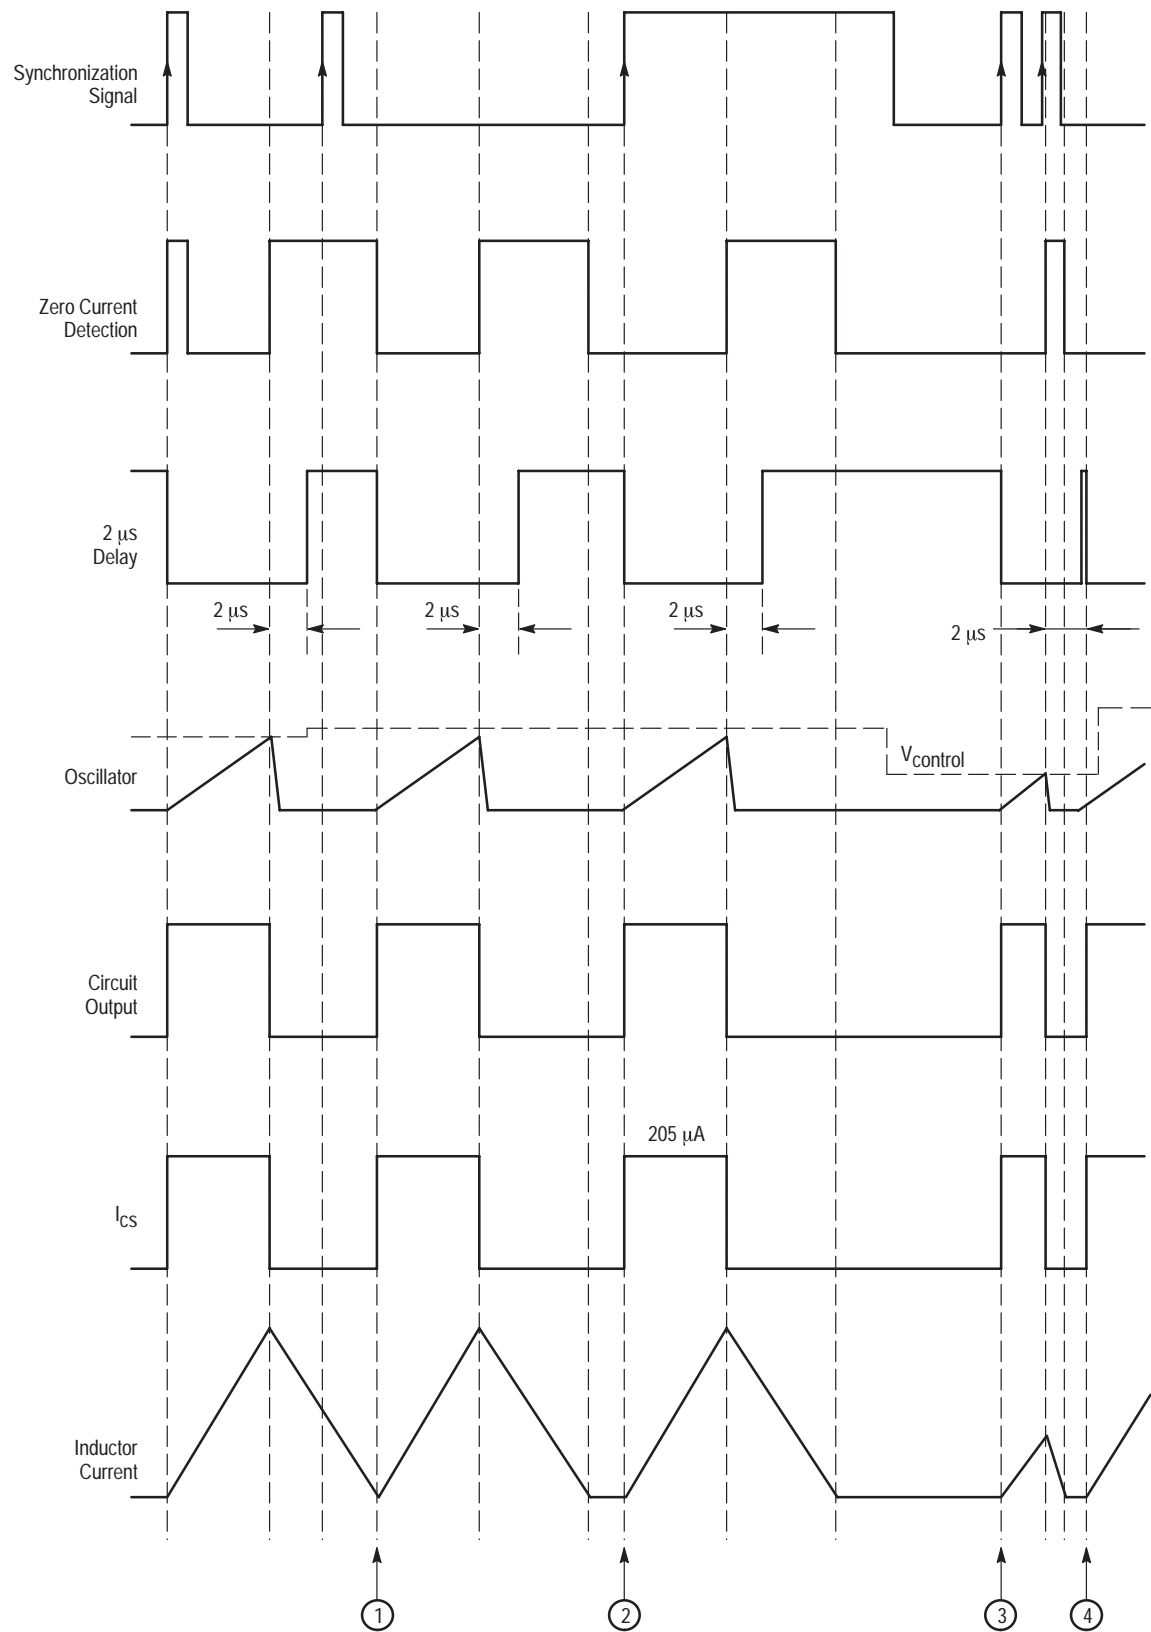 Synchronization
Signal
Zero Current
Detection
2 μs
Delay
2 μs
2 μs
2 μs
2 μs
Vcontrol
Oscillator
Circuit
Output
205 μA
ICS
Inductor
Current
1
2
3
4